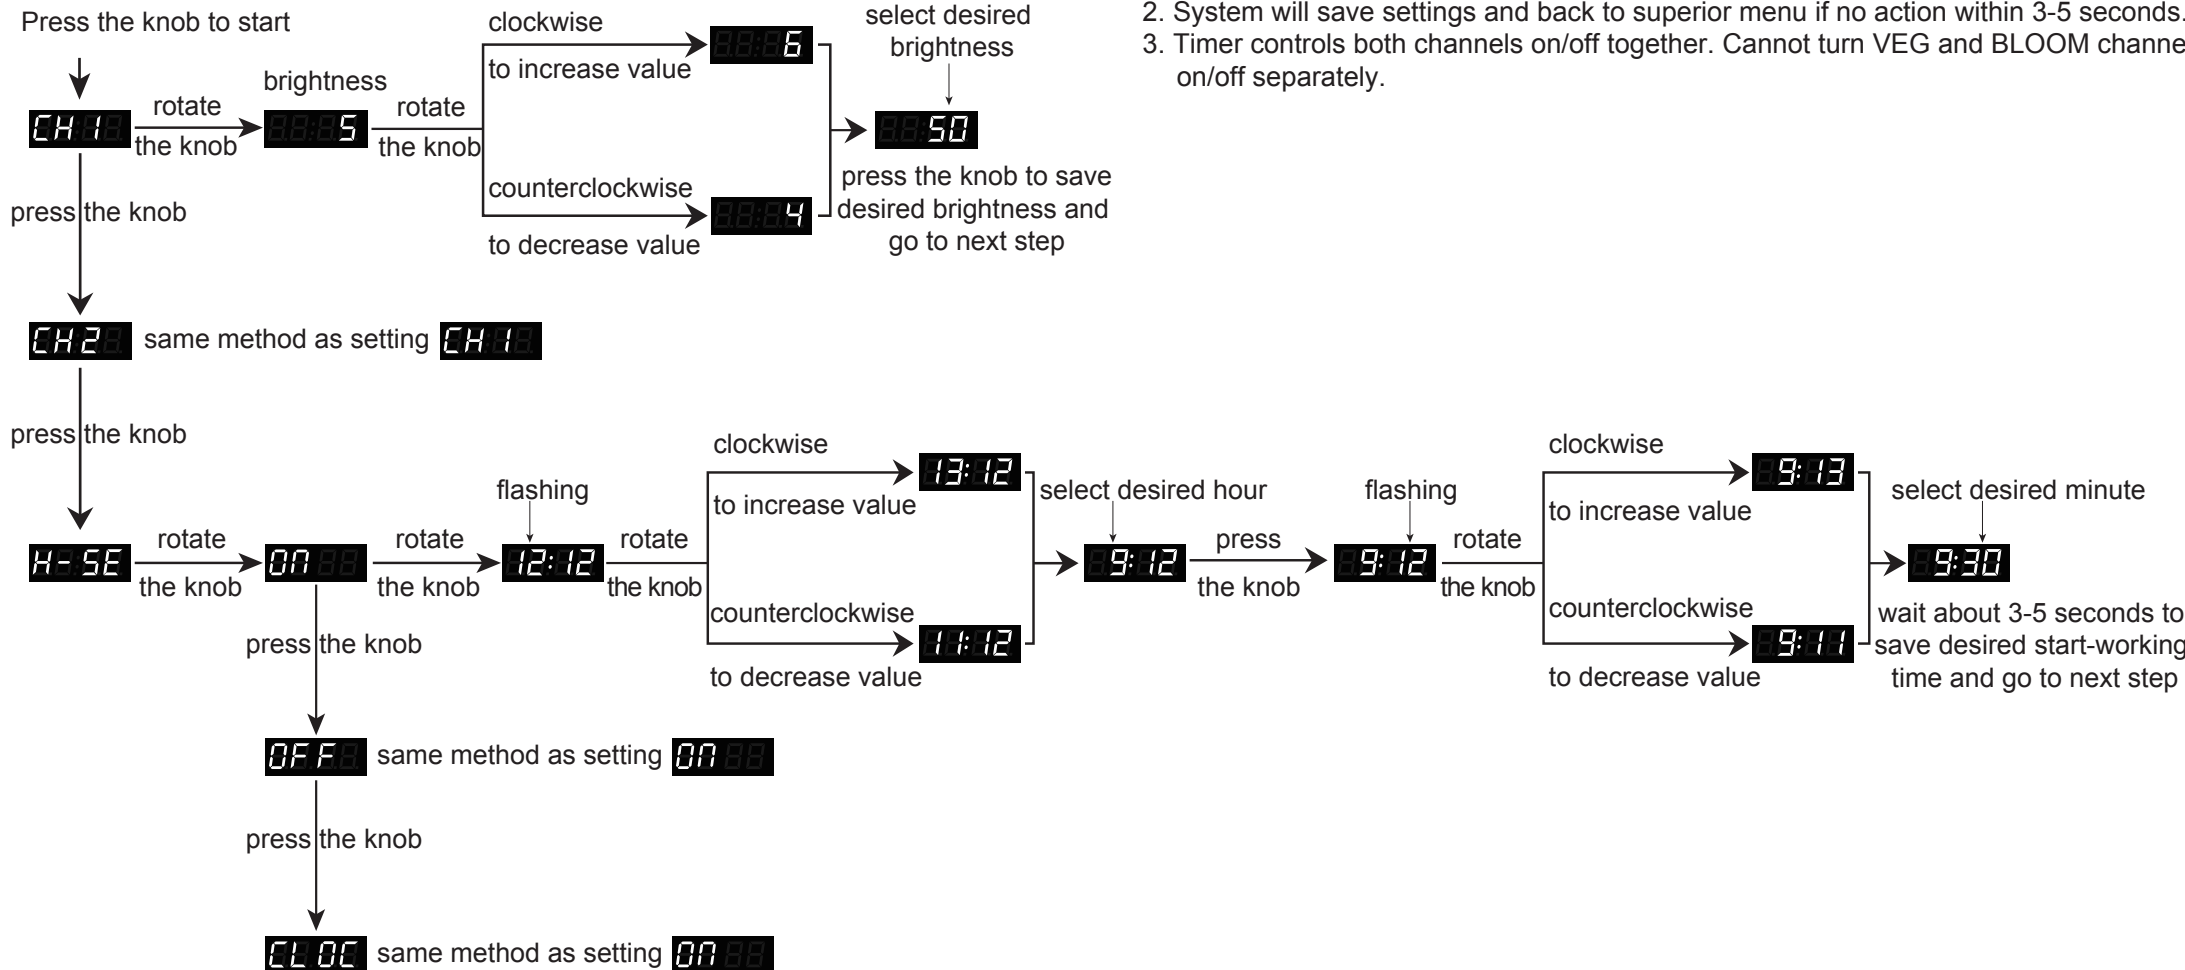 Press the knob to start
clockwise
to increase value
6
select desired
brightness
2. System will save settings and back to superior menu if no action within 3-5 seconds.
3. Timer controls both channels on/off together. Cannot turn VEG and BLOOM channe
on/off separately.
CH1
rotate
the knob
brightness
5
rotate
the knob
50
counterclockwise
to decrease value
4
press the knob to save
desired brightness and
go to next step
press the knob
CH2 same method as setting CH1
press the knob
H-SE
rotate
the knob
ON
rotate
the knob
flashing
12:12
rotate
the knob
clockwise
to increase value
13:12
counterclockwise
to decrease value
11:12
select desired hour
9:12
press
the knob
flashing
9:12
rotate
the knob
clockwise
to increase value
9:13
counterclockwise
to decrease value
9:11
select desired minute
9:30
wait about 3-5 seconds to
save desired start-working
time and go to next step
press the knob
OFF same method as setting ON
press the knob
CLOC same method as setting ON